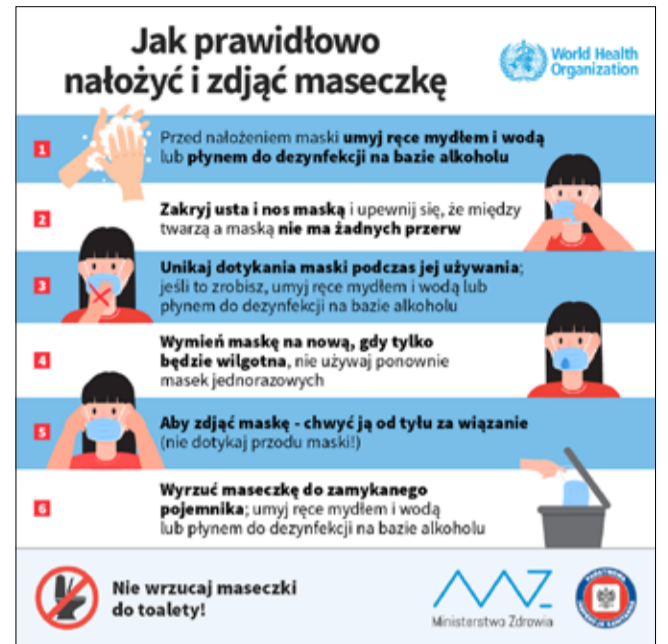 Jak prawidłowo
nałożyć i zdjąć maseczkę
World Health
Organization
1
Przed nałożeniem maski umyj ręce mydłem i wodą
lub płynem do dezynfekcji na bazie alkoholu
2
Zakryj usta i nos maską i upewnij się, że między
twarzą a maską nie ma żadnych przerw
3
Unikaj dotykania maski podczas jej używania;
jeśli to zrobisz, umyj ręce mydłem i wodą lub
płynem do dezynfekcji na bazie alkoholu
4
Wymień maskę na nową, gdy tylko
będzie wilgotna, nie używaj ponownie
masek jednorazowych
5
Aby zdjąć maskę - chwyć ją od tyłu za wiązanie
(nie dotykaj przodu maski!)
6
Wyrzuć maseczkę do zamykanego
pojemnika; umyj ręce mydłem i wodą
lub płynem do dezynfekcji na bazie alkoholu
Nie wrzucaj maseczki
do toalety!
Ministerstwo Zdrowia
PAŃSTWOWA
INSPEKCJA SANITARNA